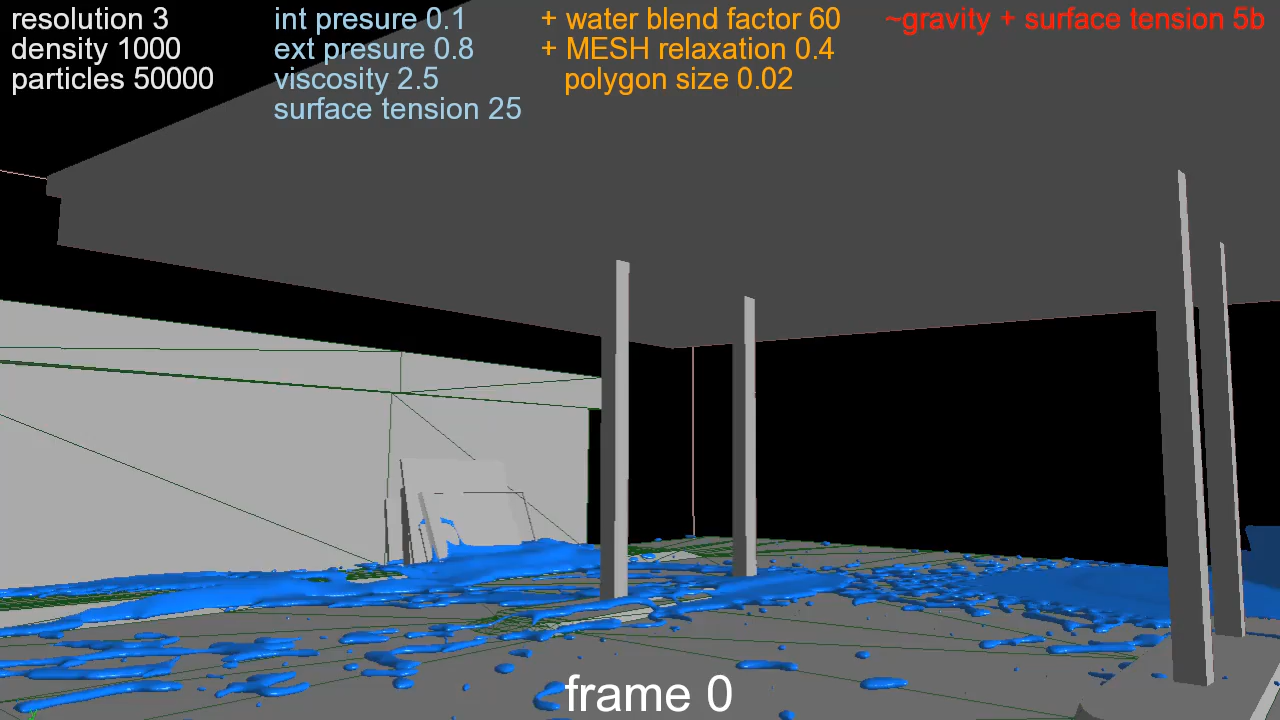 resolution 3
density 1000
particles 50000
int presure 0.1
ext presure 0.8
viscosity 2.5
surface tension 25
+ water blend factor 60
+ MESH relaxation 0.4
polygon size 0.02
~gravity + surface tension 5b
frame 0